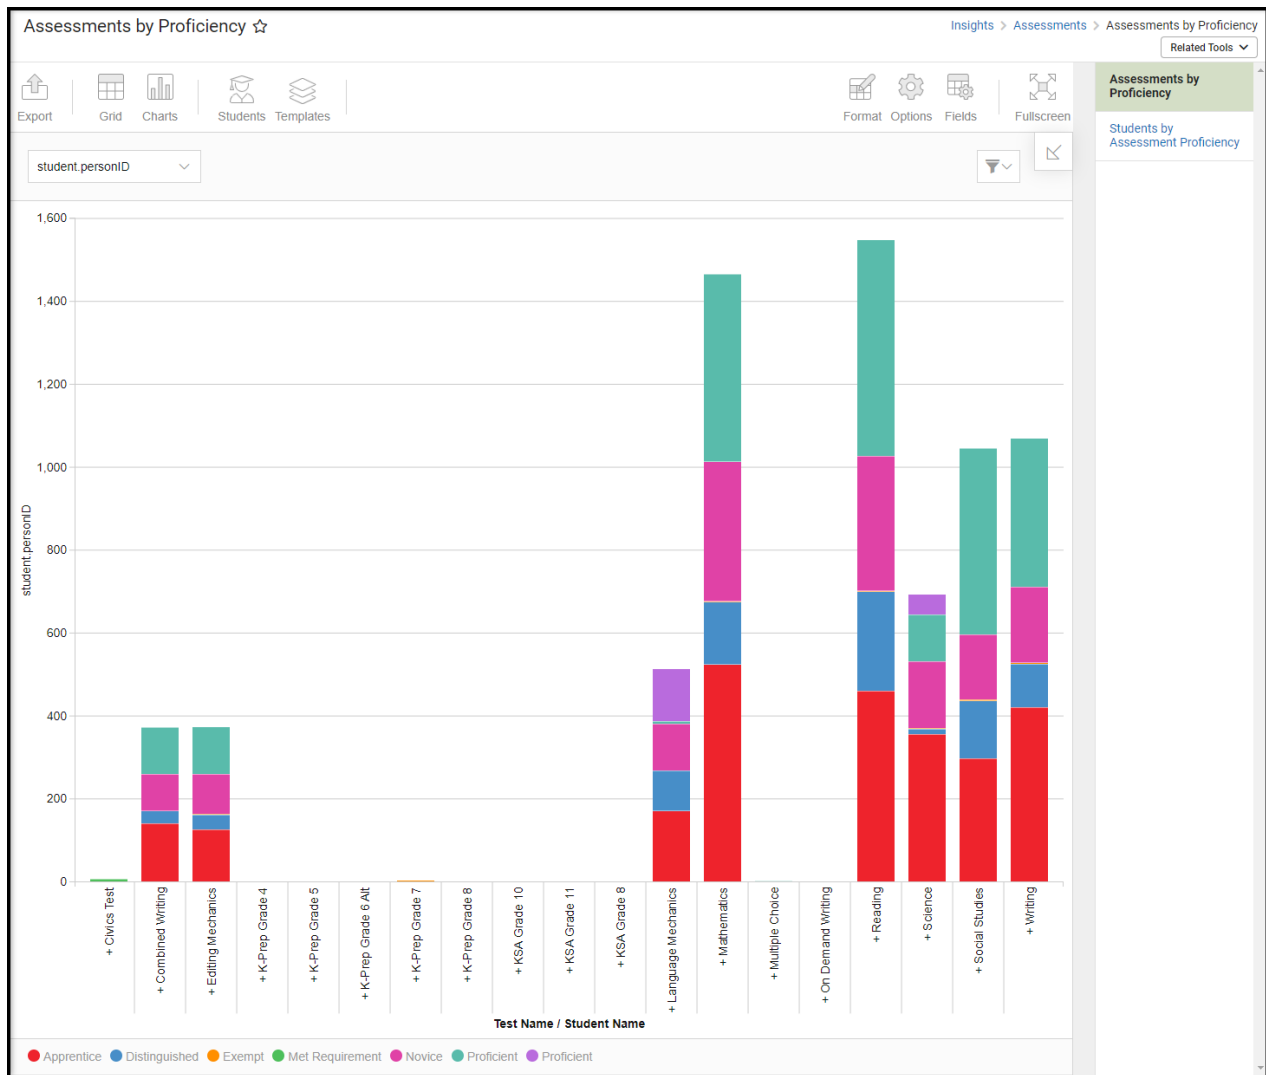 Assessments by Proficiency
Insights > Assessments > Assessments by Proficiency
Related Tools
Export
Grid
Charts
Students
Templates
Format
Options
Fields
Fullscreen
Assessments by
Proficiency
Students by
Assessment Proficiency
student.personID
1,600
1,400
1,200
1,000
800
600
400
200
0
student.personID
+ Civics Test
+ Combined Writing
+ Editing Mechanics
+ K-Prep Grade 4
+ K-Prep Grade 5
+ K-Prep Grade 6 Alt
+ K-Prep Grade 7
+ K-Prep Grade 8
+ KSA Grade 10
+ KSA Grade 11
+ KSA Grade 8
+ Language Mechanics
+ Mathematics
+ Multiple Choice
+ On Demand Writing
+ Reading
+ Science
+ Social Studies
+ Writing
Test Name / Student Name
Apprentice Distinguished Exempt Met Requirement Novice Proficient Proficient